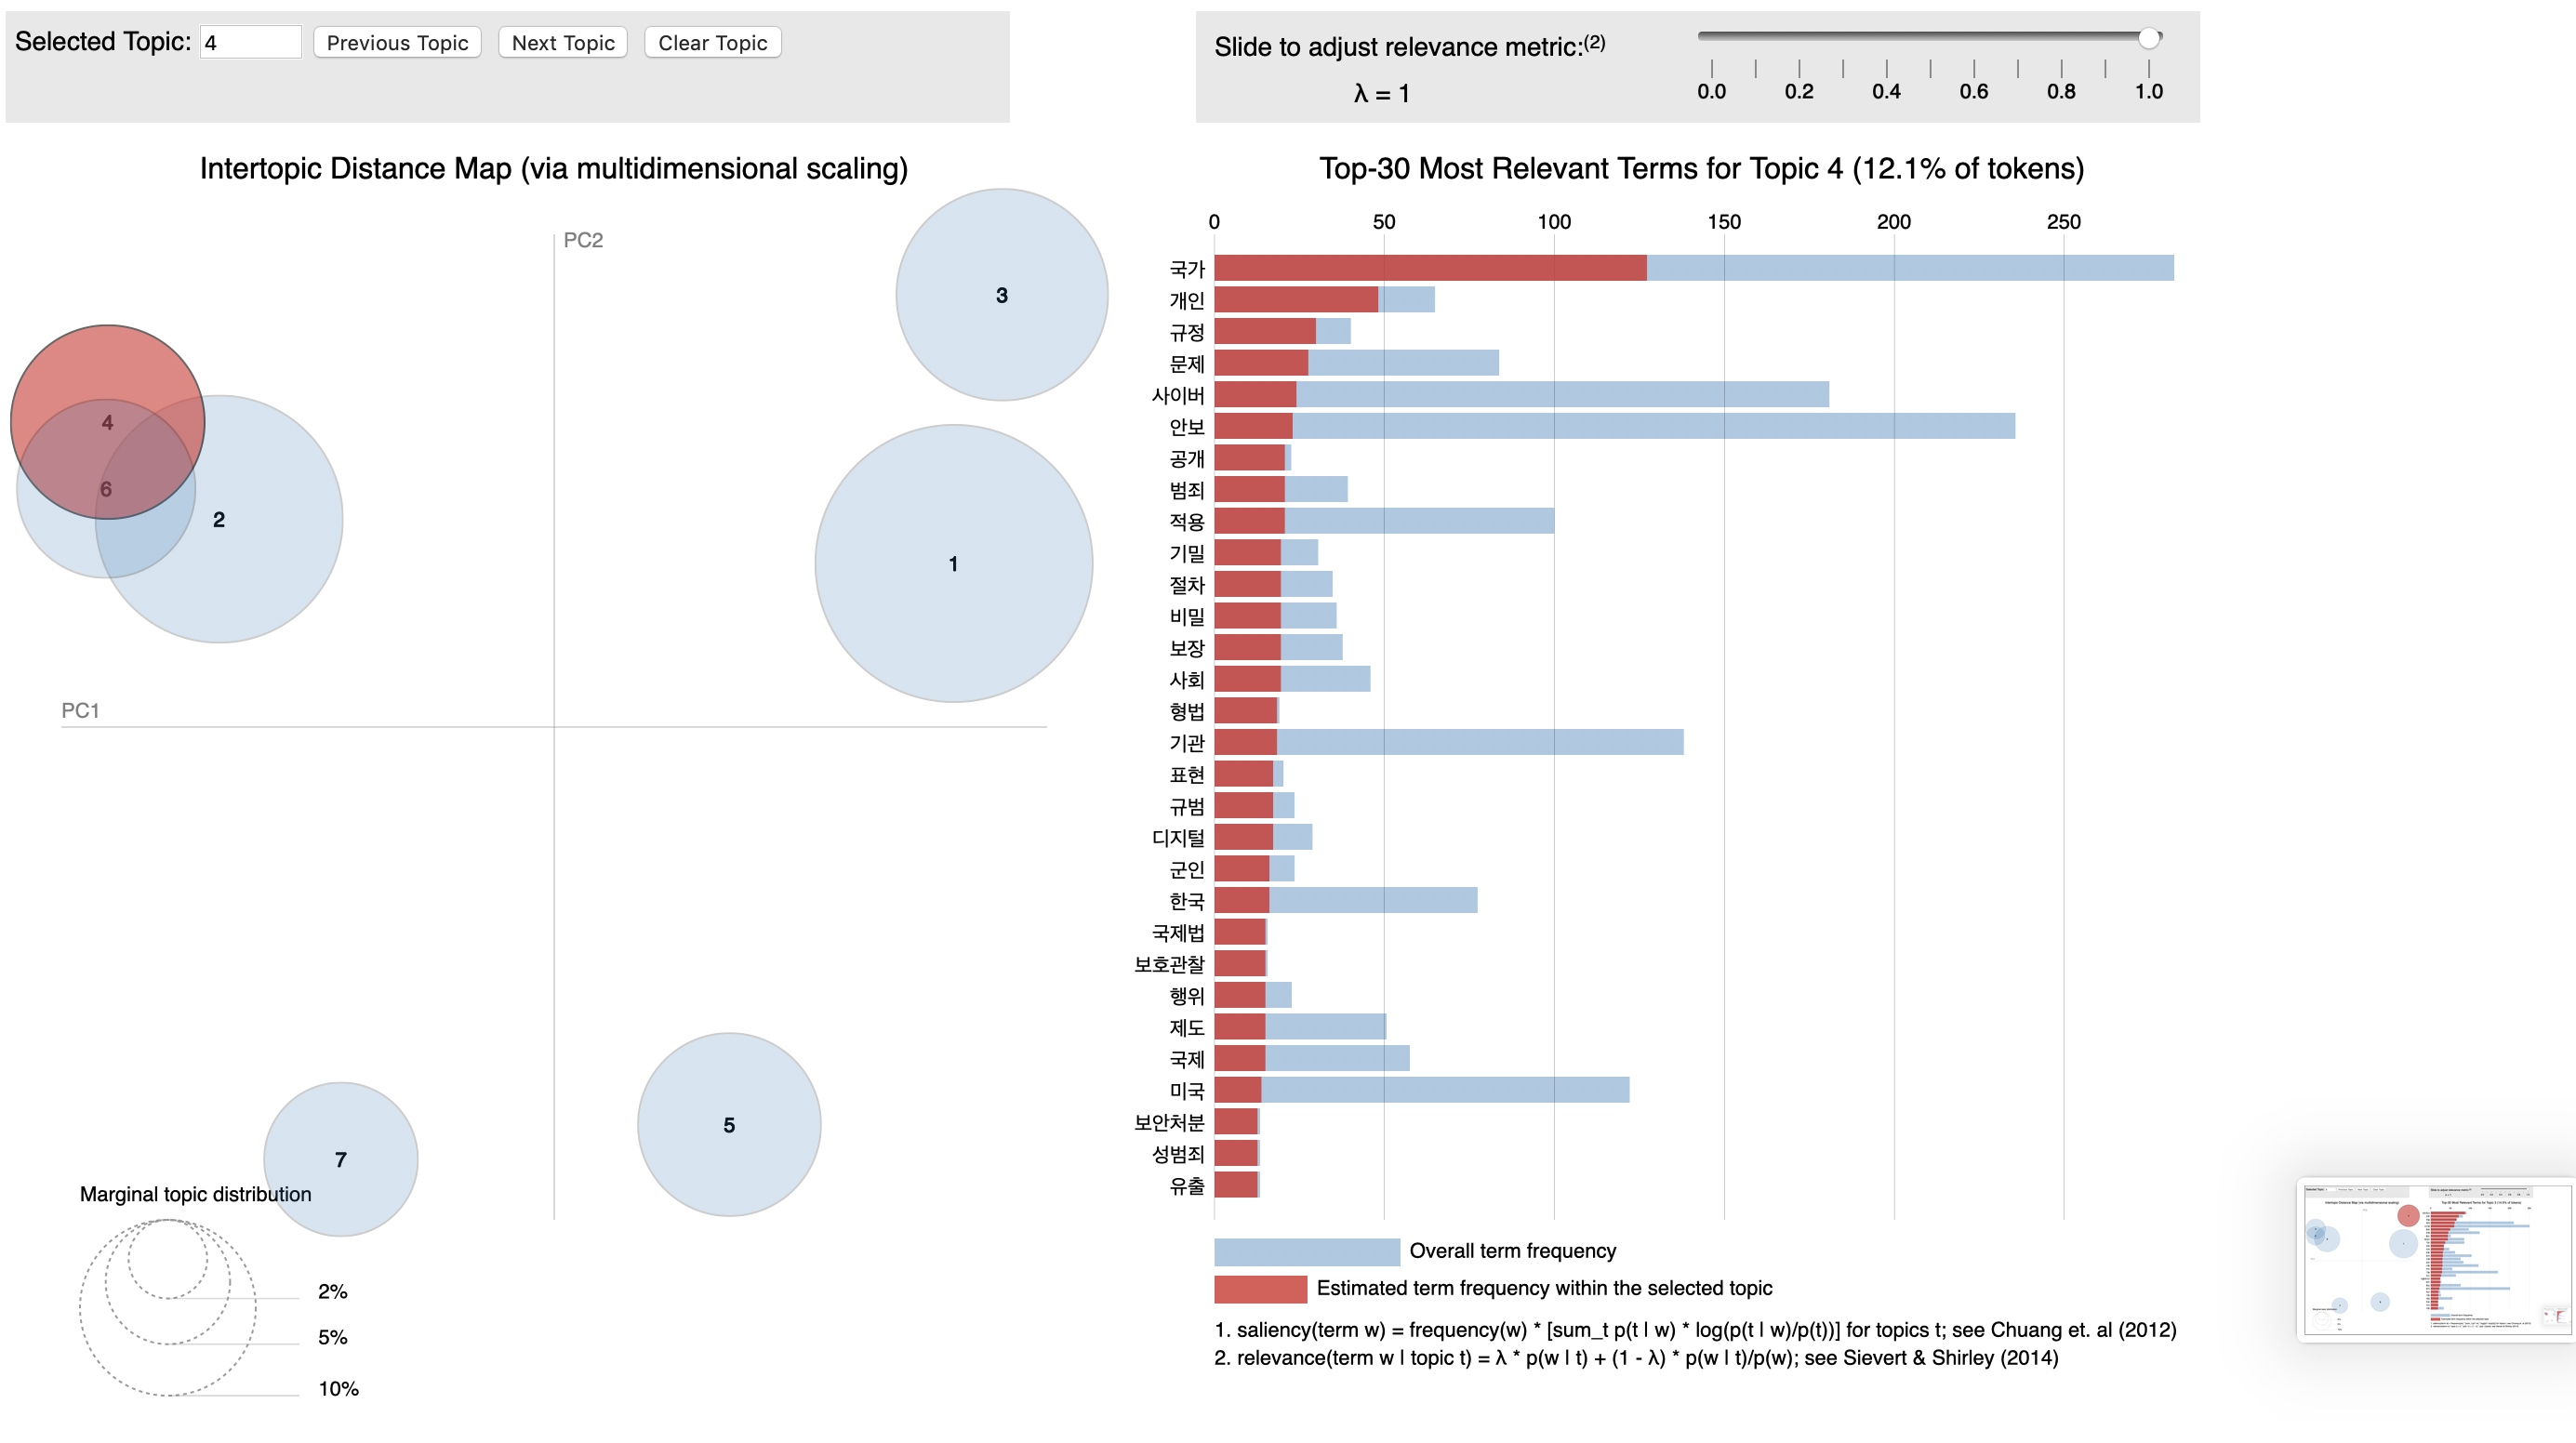 Selected Topic: 4 Previous Topic Next Topic Clear Topic
Slide to adjust relevance metric:(2)
λ = 1
0.0 0.2 0.4 0.6 0.8 1.0
Intertopic Distance Map (via multidimensional scaling)
PC2
3
4
6
2
1
PC1
5
7
Marginal topic distribution
2%
5%
10%
Top-30 Most Relevant Terms for Topic 4 (12.1% of tokens)
0 50 100 150 200 250
국가
개인
규정
문제
사이버
안보
공개
범죄
적용
기밀
절차
비밀
보장
사회
형법
기관
표현
규범
디지털
군인
한국
국제법
보호관찰
행위
제도
국제
미국
보안처분
성범죄
유출
Overall term frequency
Estimated term frequency within the selected topic
1. saliency(term w) = frequency(w) * [sum_t p(t | w) * log(p(t | w)/p(t))] for topics t; see Chuang et. al (2012)
2. relevance(term w | topic t) = λ * p(w | t) + (1 - λ) * p(w | t)/p(w); see Sievert & Shirley (2014)